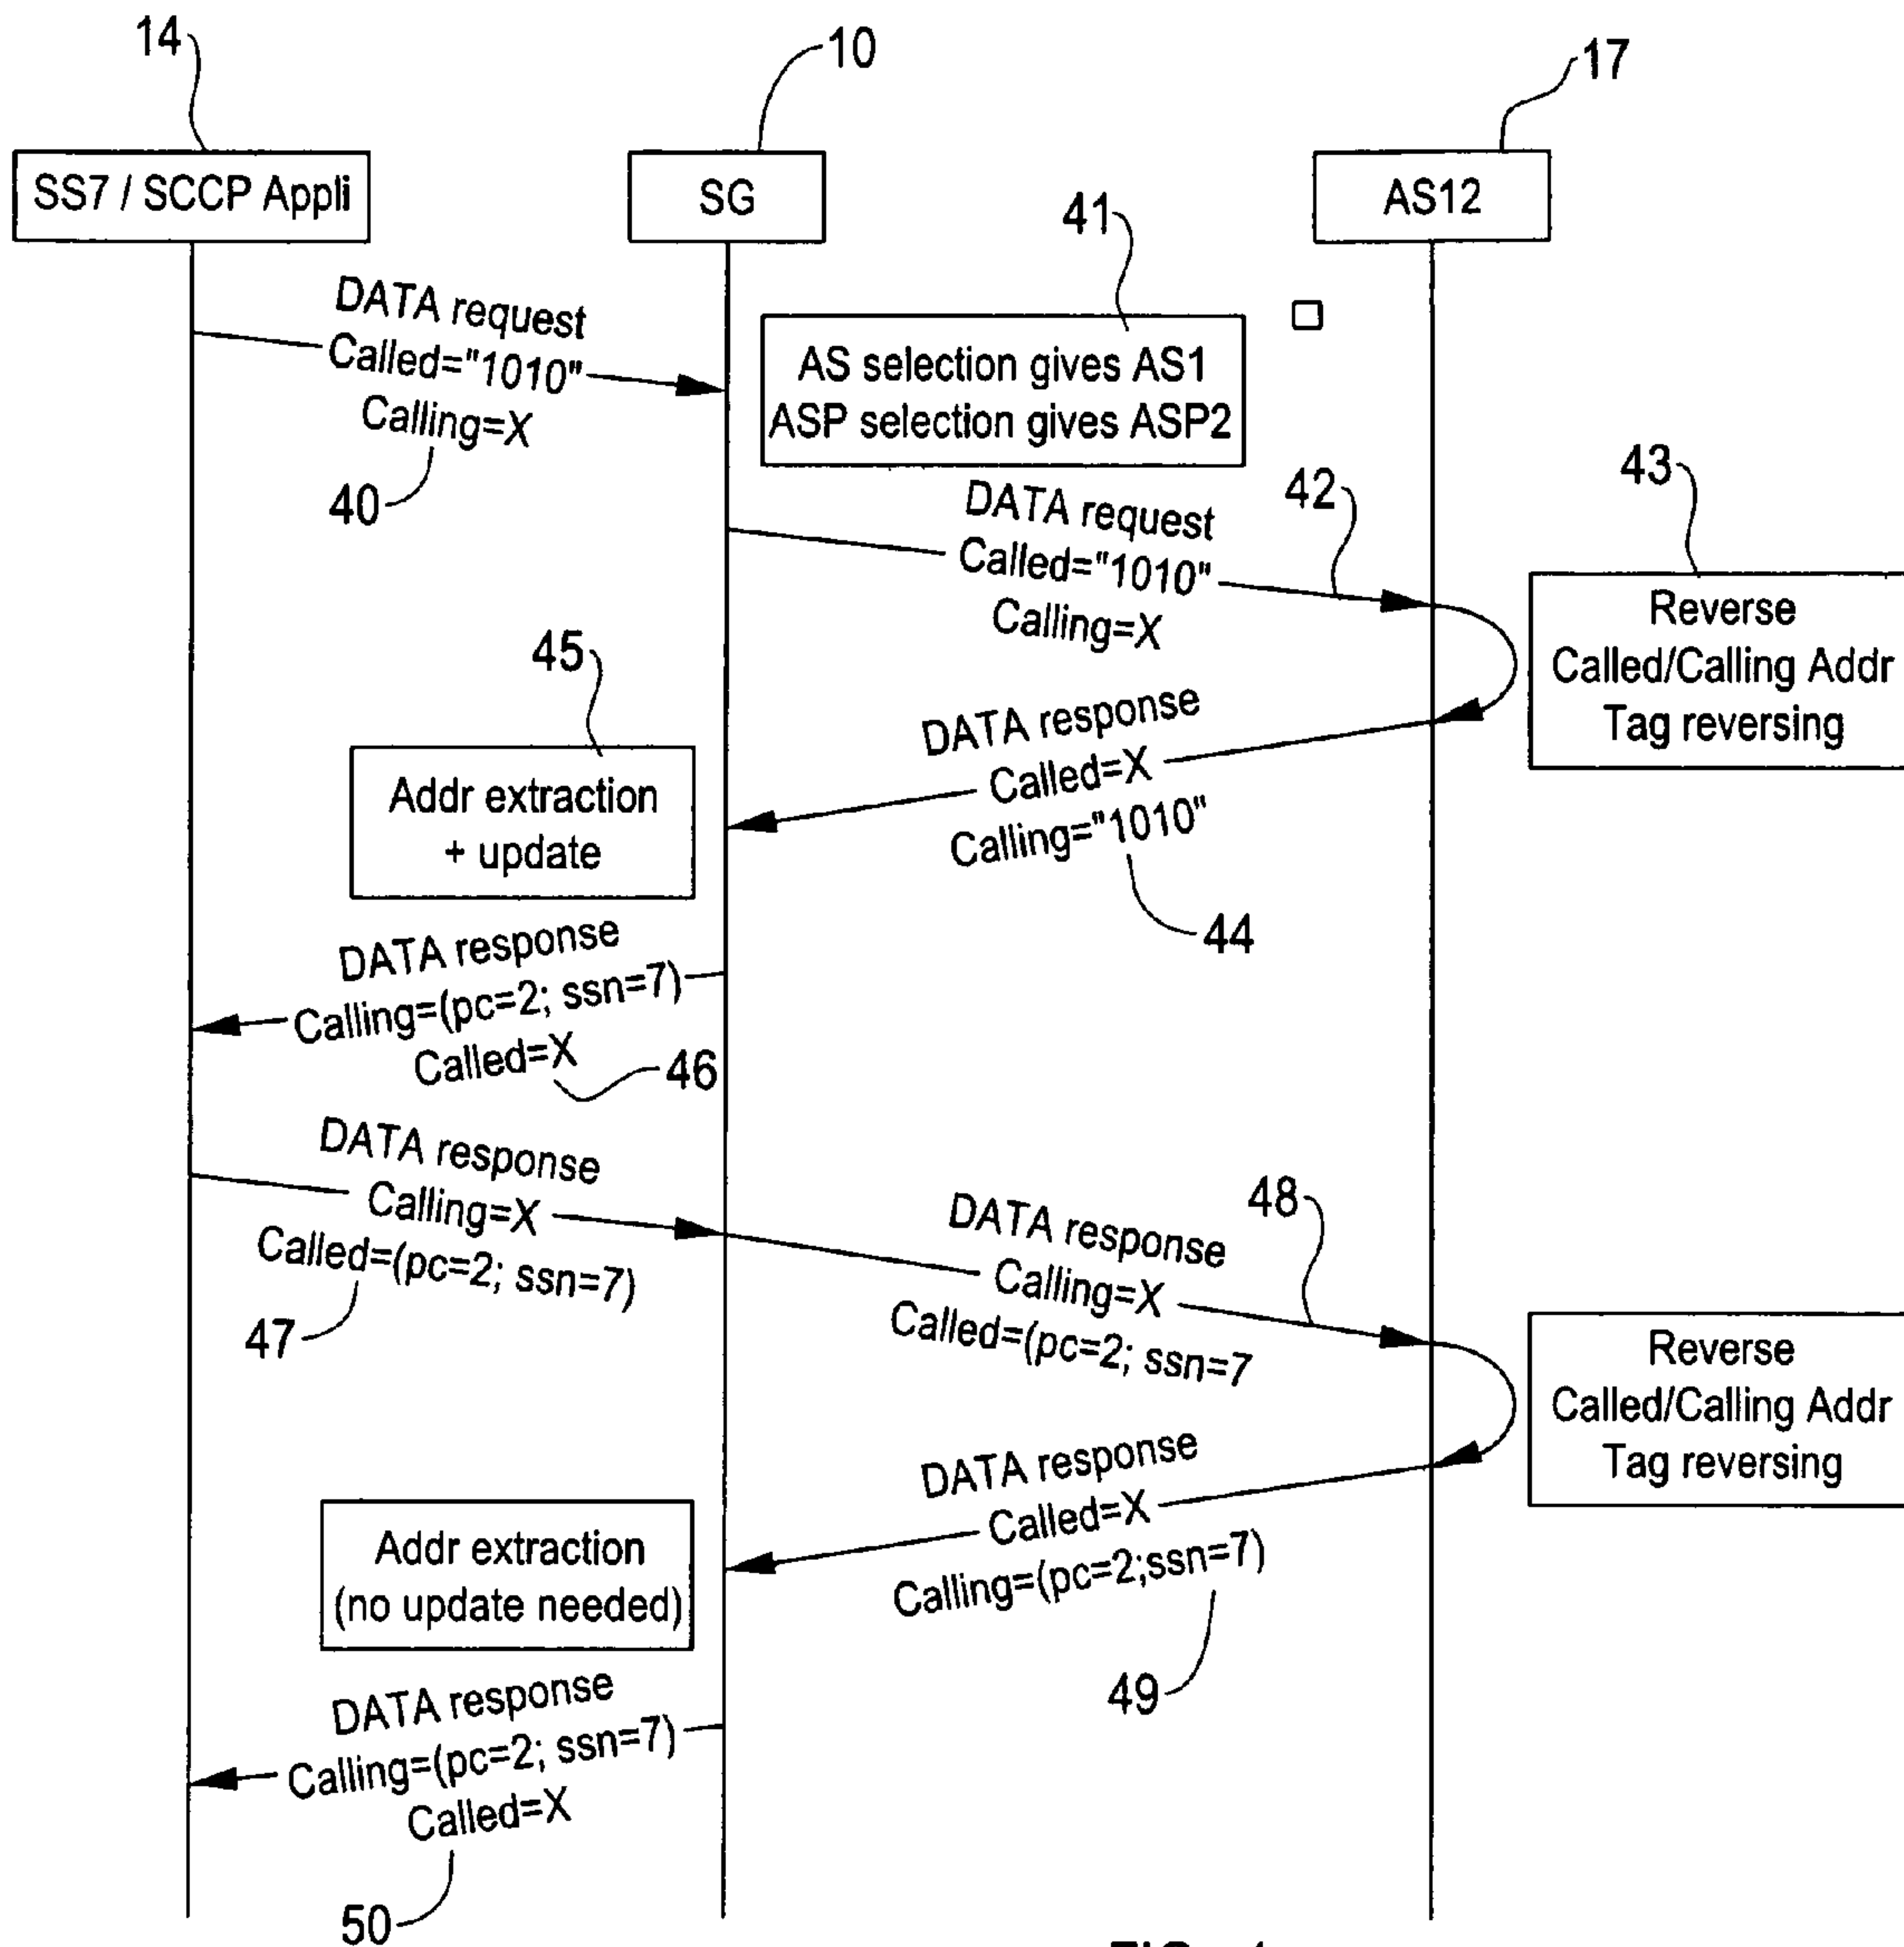 14
10
17
SS7 / SCCP Appli
SG
AS12
41
DATA request
Called="1010"
Calling=X
40
AS selection gives AS1
ASP selection gives ASP2
DATA request
Called="1010"
Calling=X
42
43
Reverse
Called/Calling Addr
Tag reversing
45
Addr extraction
+ update
DATA response
Called=X
Calling="1010"
44
DATA response
Calling=(pc=2; ssn=7)
Called=X
46
DATA response
Calling=X
Called=(pc=2; ssn=7)
47
DATA response
Calling=X
Called=(pc=2; ssn=7
48
Reverse
Called/Calling Addr
Tag reversing
DATA response
Called=X
Calling=(pc=2;ssn=7)
49
Addr extraction
(no update needed)
DATA response
Calling=(pc=2; ssn=7)
Called=X
50